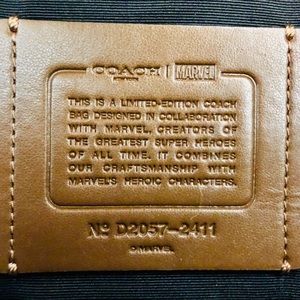 COACH | MARVEL
THIS IS A LIMITED-EDITION COACH
BAG DESIGNED IN COLLABORATION
WITH MARVEL, CREATORS OF
THE GREATEST SUPER HEROES
OF ALL TIME. IT COMBINES
OUR CRAFTSMANSHIP WITH
MARVEL'S HEROIC CHARACTERS.
Nº D2057-2411
©MARVEL